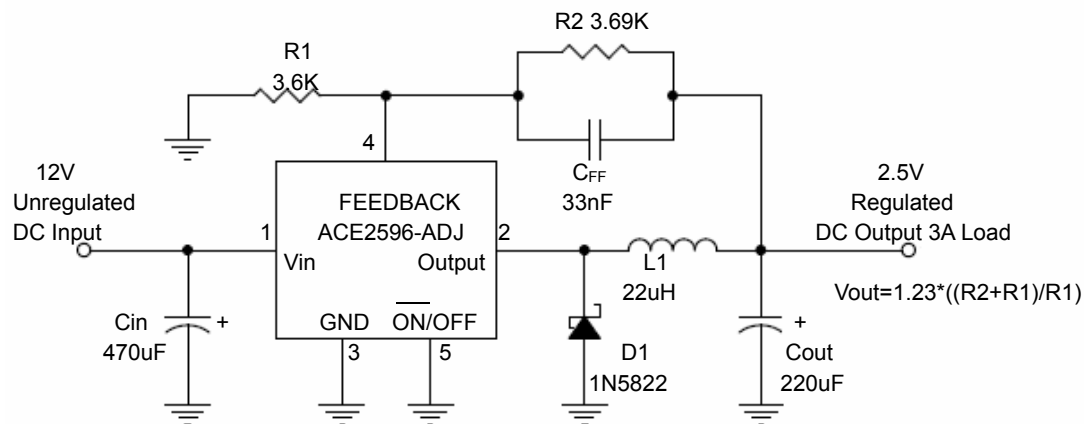 R2 3.69K
R1
3.6K
4
CFF
33nF
12V
Unregulated
DC Input
FEEDBACK
ACE2596-ADJ
1
2
Vin
Output
GND
ON/OFF
3
5
2.5V
Regulated
DC Output 3A Load
L1
22uH
Vout=1.23*((R2+R1)/R1)
Cin
+
470uF
D1
1N5822
+
Cout
220uF